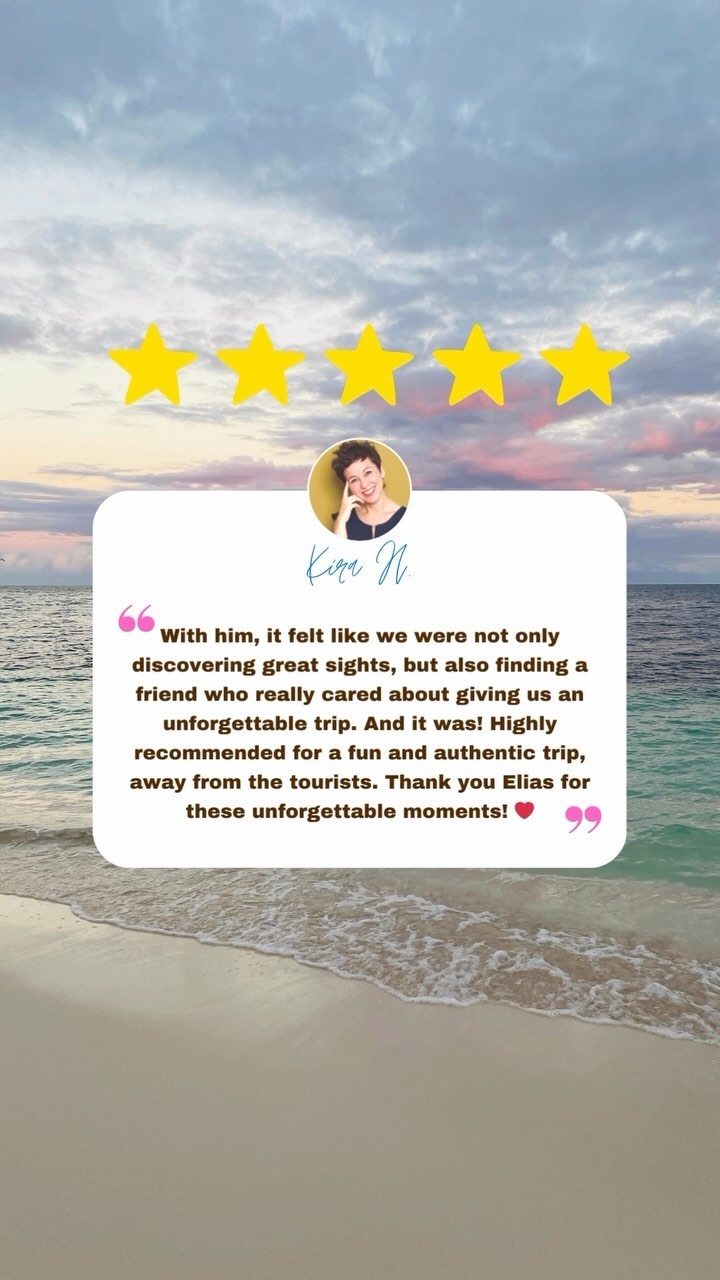 Kira N.
❝ With him, it felt like we were not only
discovering great sights, but also finding a
friend who really cared about giving us an
unforgettable trip. And it was! Highly
recommended for a fun and authentic trip,
away from the tourists. Thank you Elias for
these unforgettable moments! ❤️ ❞